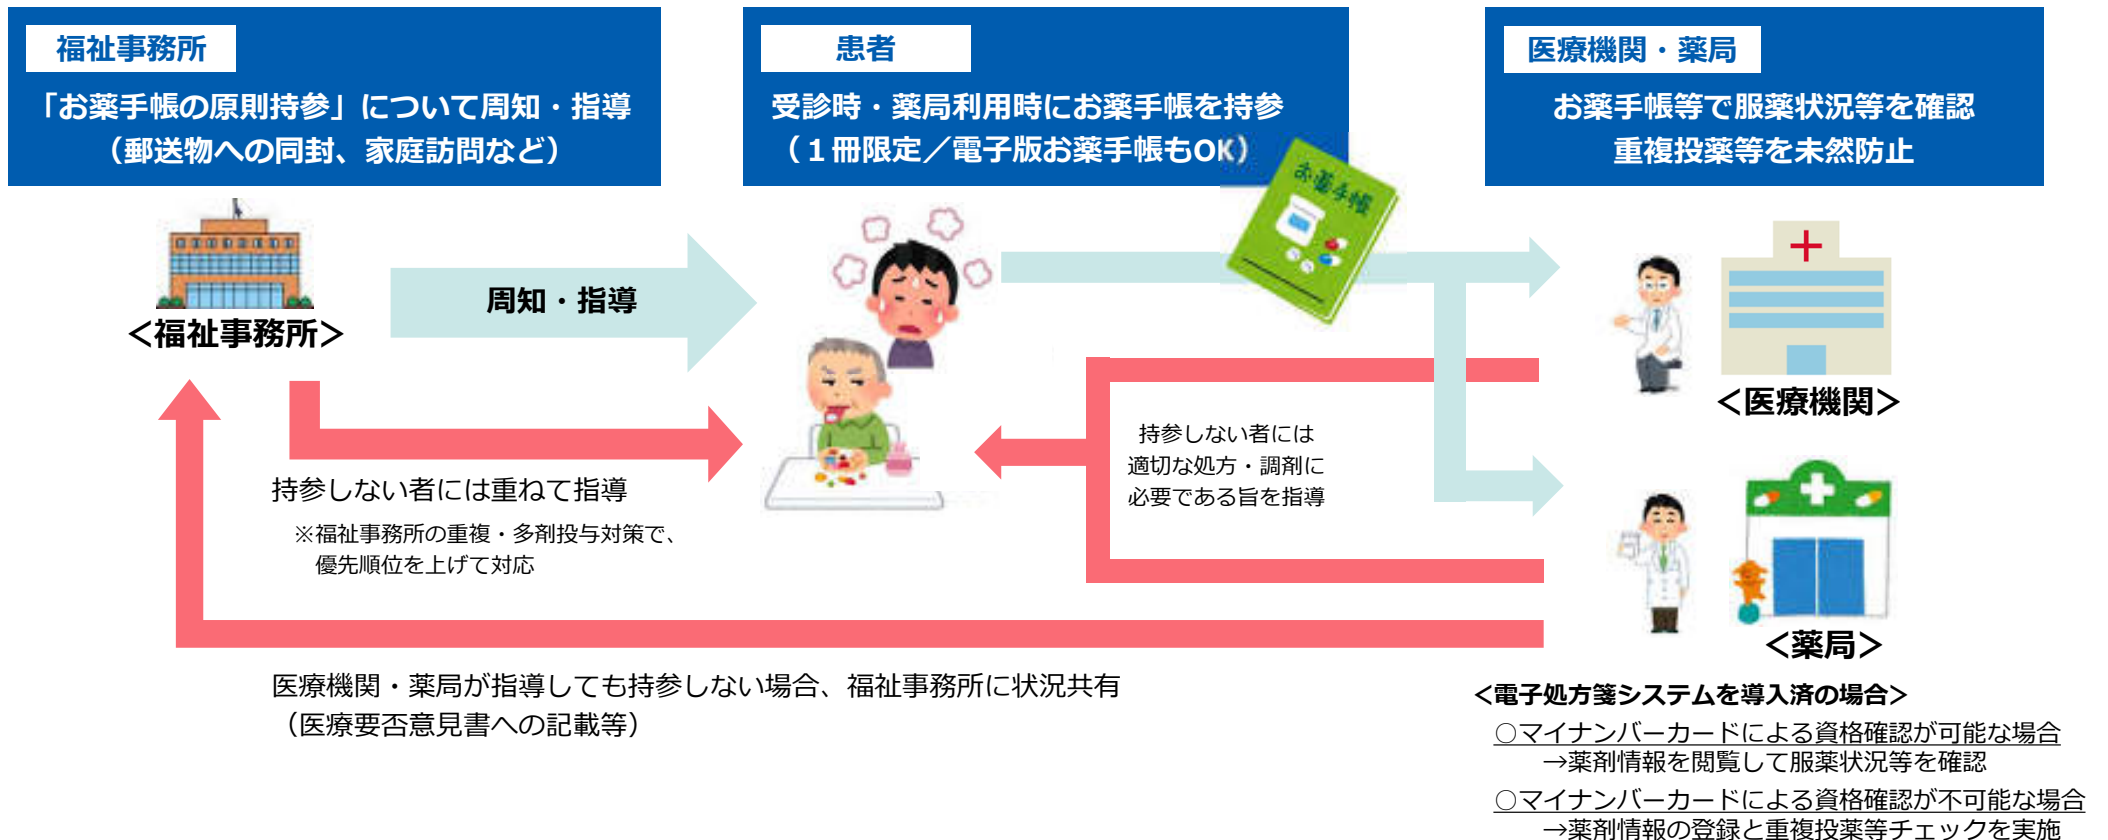 福祉事務所
「お薬手帳の原則持参」について周知・指導
（郵送物への同封、家庭訪問など）
患者
受診時・薬局利用時にお薬手帳を持参
（１冊限定／電子版お薬手帳もOK）
医療機関・薬局
お薬手帳等で服薬状況等を確認
重複投薬等を未然防止
お薬手帳
周知・指導
＜福祉事務所＞
＜医療機関＞
持参しない者には
適切な処方・調剤に
必要である旨を指導
持参しない者には重ねて指導
※福祉事務所の重複・多剤投与対策で、
優先順位を上げて対応
＜薬局＞
医療機関・薬局が指導しても持参しない場合、福祉事務所に状況共有
（医療要否意見書への記載等）
＜電子処方箋システムを導入済の場合＞
○マイナンバーカードによる資格確認が可能な場合
→薬剤情報を閲覧して服薬状況等を確認
○マイナンバーカードによる資格確認が不可能な場合
→薬剤情報の登録と重複投薬等チェックを実施